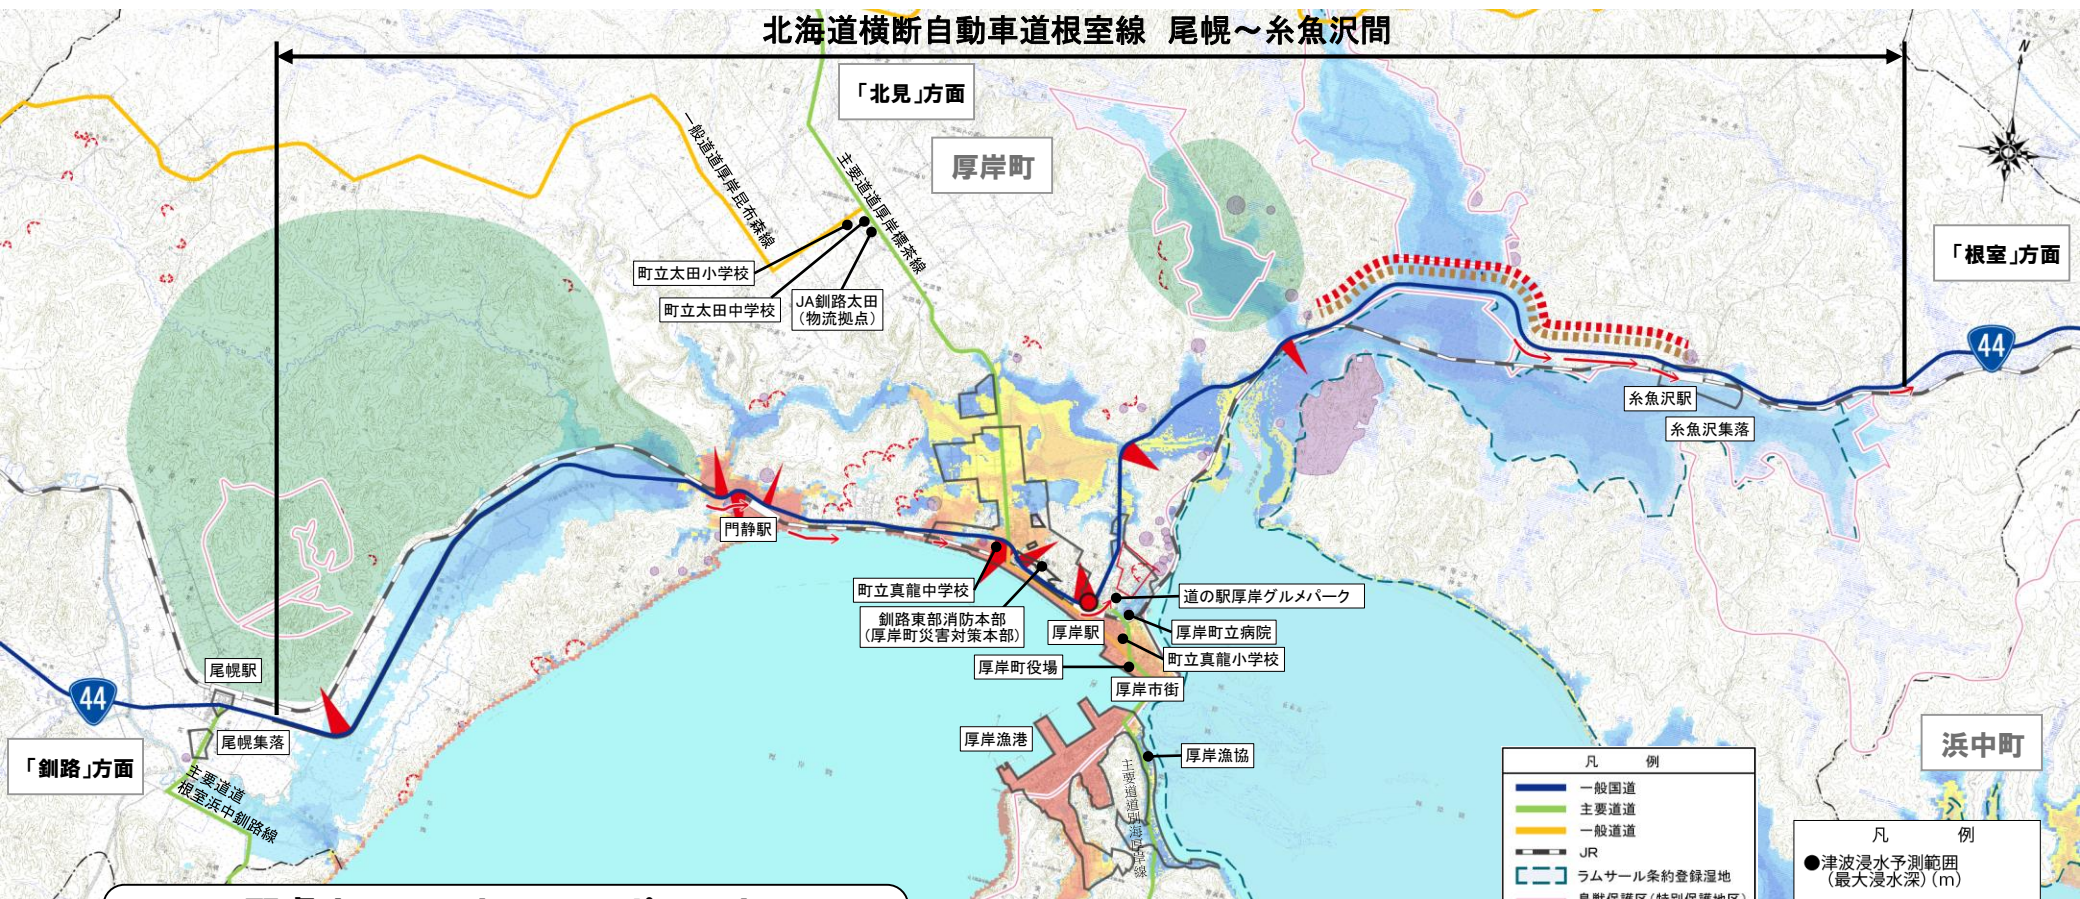 北海道横断自動車道根室線 尾幌～糸魚沢間
「北見」方面
厚岸町
N
一般道道厚岸昆布森線
主要道道厚岸標茶線
「根室」方面
町立太田小学校
町立太田中学校
JA釧路太田
（物流拠点）
44
糸魚沢駅
糸魚沢集落
門静駅
町立真龍中学校
釧路東部消防本部
（厚岸町災害対策本部）
道の駅厚岸グルメパーク
厚岸駅
厚岸町立病院
町立真龍小学校
厚岸町役場
厚岸市街
尾幌駅
44
尾幌集落
「釧路」方面
主要道道
根室浜中釧路線
厚岸漁港
厚岸漁協
主要道道別海厚岸線
浜中町
凡 例
一般国道
主要道道
一般道道
JR
ラムサール条約登録湿地
鳥獣保護区（特別保護地区）
凡 例
●津波浸水予測範囲
（最大浸水深）（m）